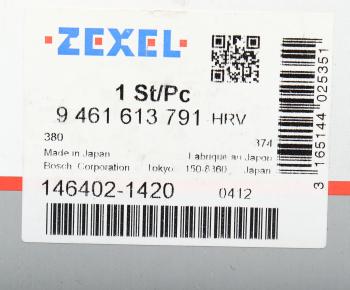 ·ZEXEL·
1 St/Pc
9 461 613 791 HRV
380 374
Made in Japan Fabriqué au Japon
Bosch Corporation Tokyo 150-8360 Japan
146402-1420 0412
3 165144 025351